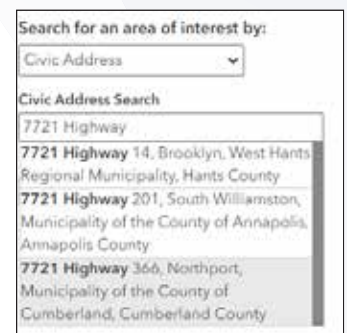 Search for an area of interest by:
Civic Address
Civic Address Search
7721 Highway
7721 Highway 14, Brooklyn, West Hants
Regional Municipality, Hants County
7721 Highway 201, South Williamston,
Municipality of the County of Annapolis,
Annapolis County
7721 Highway 366, Northport,
Municipality of the County of
Cumberland, Cumberland County